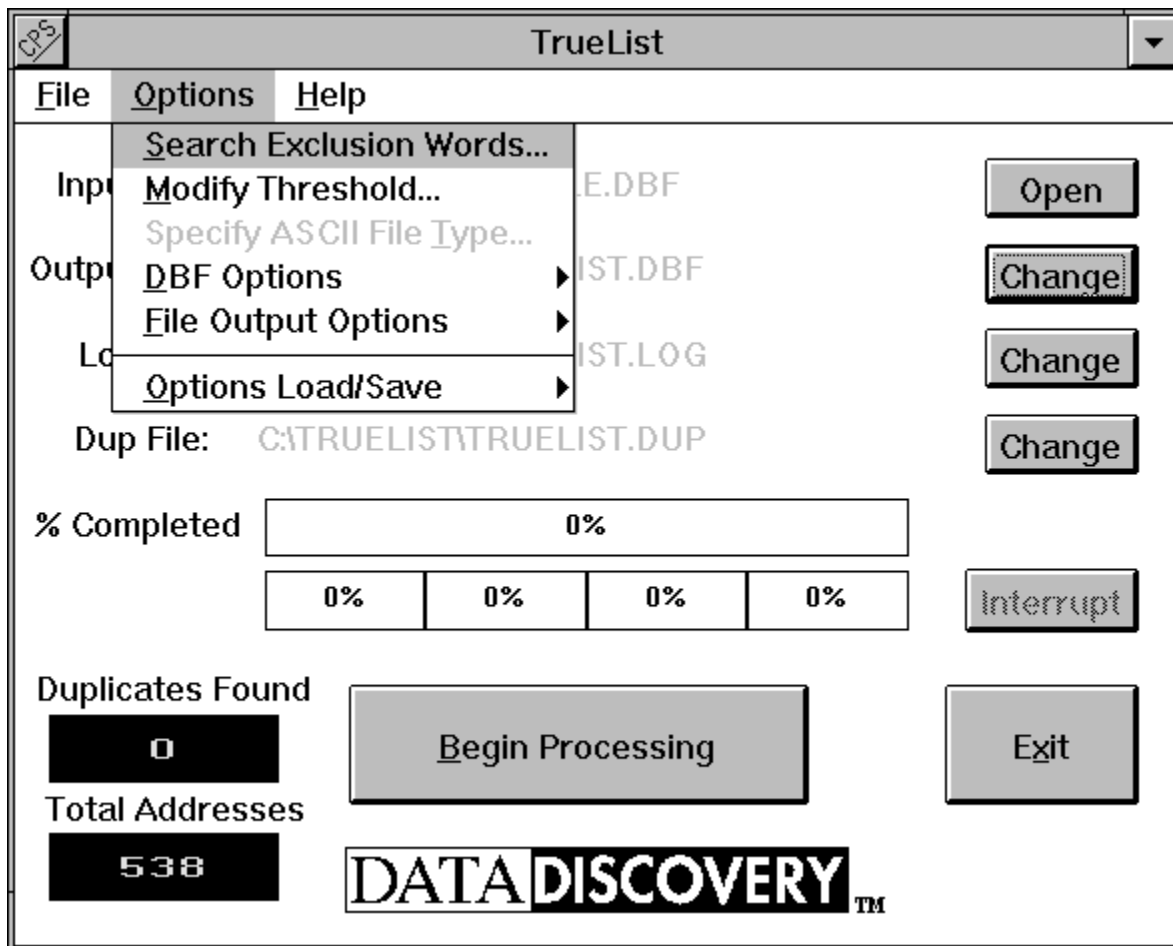 CPS
TrueList
File Options Help
Search Exclusion Words...
Modify Threshold...
Specify ASCII File Type...
DBF Options
File Output Options
Options Load/Save
Inpu E.DBF Open
Outpu IST.DBF Change
Lo IST.LOG Change
Dup File: C:\TRUELIST\TRUELIST.DUP Change
% Completed 0%
0% 0% 0% 0% Interrupt
Duplicates Found
0
Begin Processing Exit
Total Addresses
538
DATA DISCOVERY TM